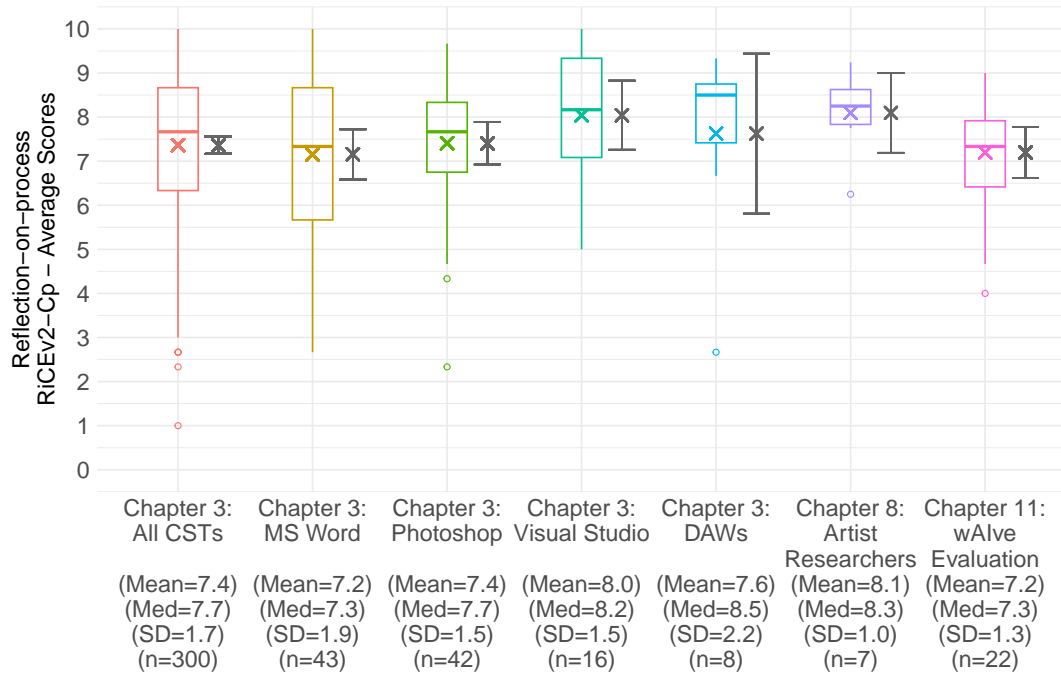 Reflection−on−process
RiCEv2−Cp − Average Scores
10
9
8
7
6
5
4
3
2
1
0
Chapter 3:
All CSTs
(Mean=7.4)
(Med=7.7)
(SD=1.7)
(n=300)
Chapter 3:
MS Word
(Mean=7.2)
(Med=7.3)
(SD=1.9)
(n=43)
Chapter 3:
Photoshop
(Mean=7.4)
(Med=7.7)
(SD=1.5)
(n=42)
Chapter 3:
Visual Studio
(Mean=8.0)
(Med=8.2)
(SD=1.5)
(n=16)
Chapter 3:
DAWs
(Mean=7.6)
(Med=8.5)
(SD=2.2)
(n=8)
Chapter 8:
Artist
Researchers
(Mean=8.1)
(Med=8.3)
(SD=1.0)
(n=7)
Chapter 11:
wAIve
Evaluation
(Mean=7.2)
(Med=7.3)
(SD=1.3)
(n=22)